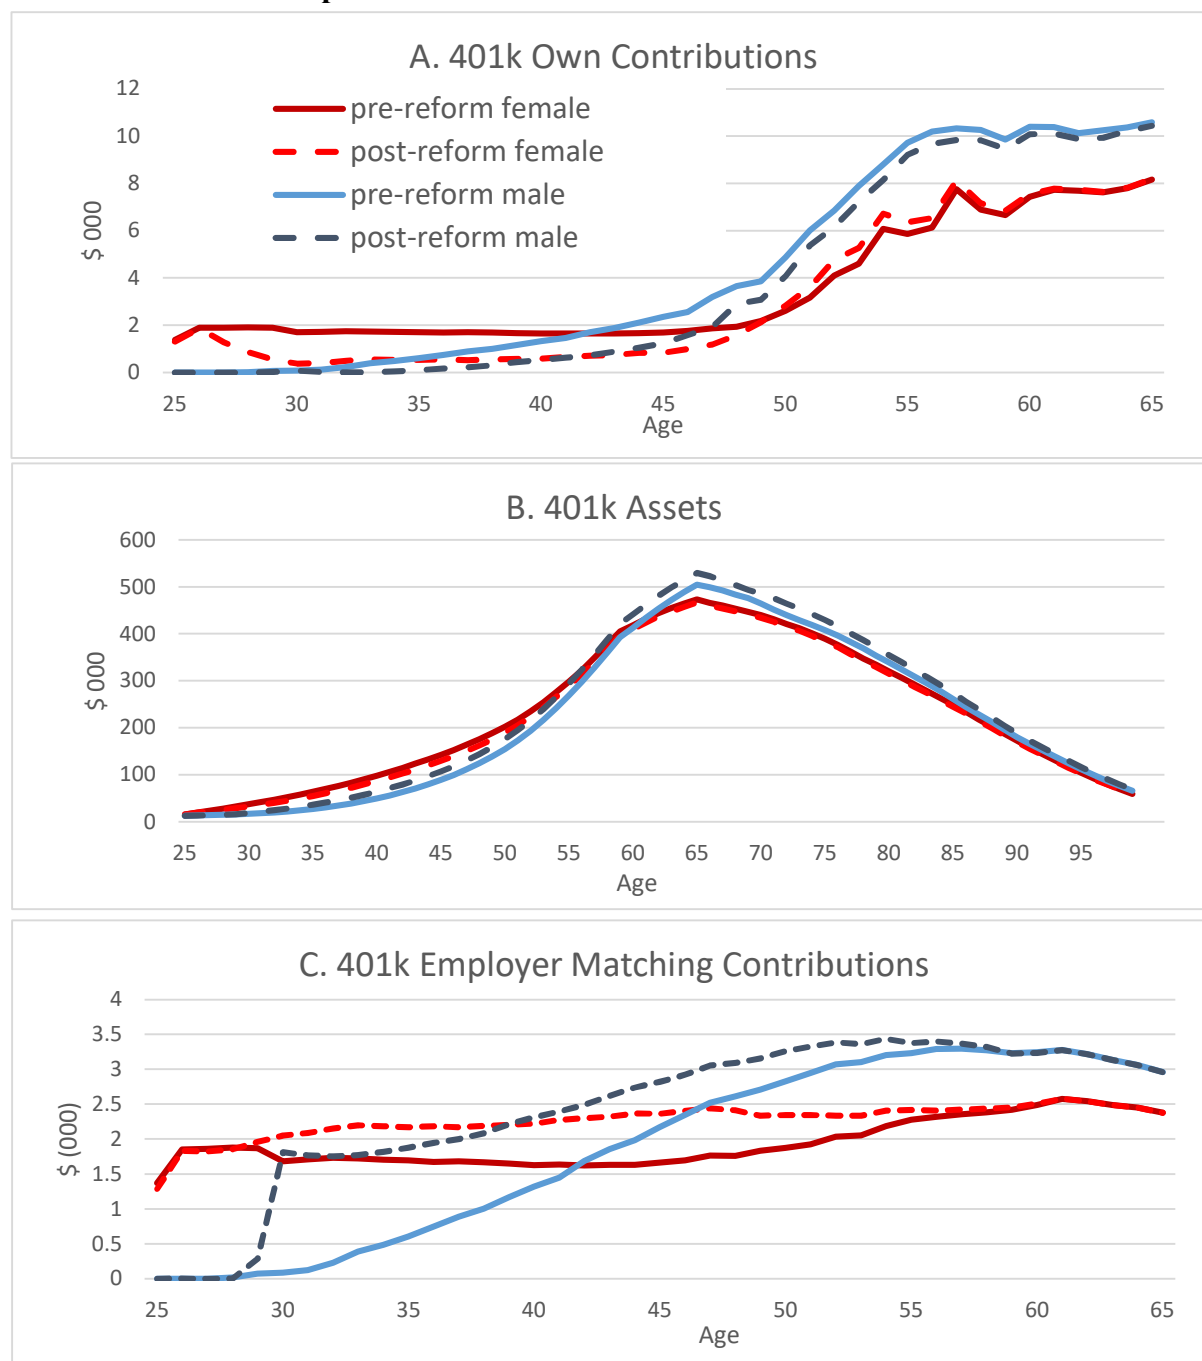 A. 401k Own Contributions
12
10
8
6
4
2
0
$ 000
pre-reform female
post-reform female
pre-reform male
post-reform male
25 30 35 40 45 50 55 60 65
Age
B. 401k Assets
600
500
400
300
200
100
0
$ 000
25 30 35 40 45 50 55 60 65 70 75 80 85 90 95
Age
C. 401k Employer Matching Contributions
4
3.5
3
2.5
2
1.5
1
0.5
0
$ (000)
25 30 35 40 45 50 55 60 65
Age